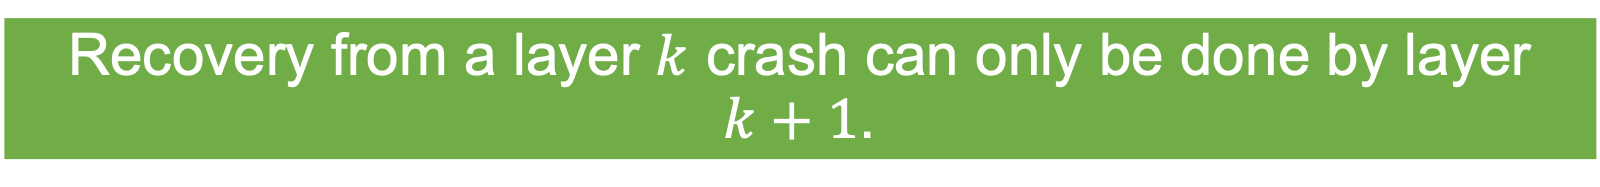 Recovery from a layer 𝑘 crash can only be done by layer
𝑘 + 1.